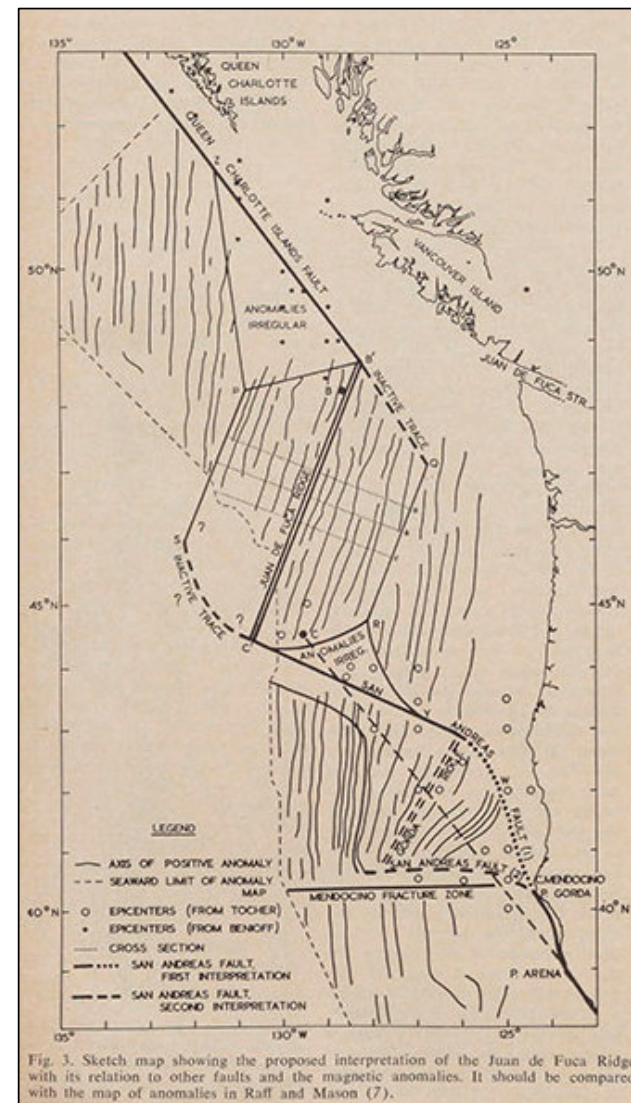 135°
130°W
125°
QUEEN
CHARLOTTE
ISLANDS
QUEEN CHARLOTTE ISLANDS FAULT
50°N
50°N
VANCOUVER ISLAND
ANOMALIES
IRREGULAR
JUAN DE FUCA STR.
INACTIVE TRACE
JUAN DE FUCA RIDGE
INACTIVE TRACE
45°N
45°N
R
ANOMALIES
IRREG.
SAN
ANDREAS
FAULT (1)
GORDA
SAN ANDREAS FAULT
C. MENDOCINO
P. GORDA
MENDOCINO FRACTURE ZONE
40°N
40°N
P. ARENA
LEGEND
AXIS OF POSITIVE ANOMALY
SEAWARD LIMIT OF ANOMALY
MAP
EPICENTERS (FROM TOCHER)
EPICENTERS (FROM BENIOFF)
CROSS SECTION
SAN ANDREAS FAULT,
FIRST INTERPRETATION
SAN ANDREAS FAULT,
SECOND INTERPRETATION
135°
130°W
125°
Fig. 3. Sketch map showing the proposed interpretation of the Juan de Fuca Ridge
with its relation to other faults and the magnetic anomalies. It should be compared
with the map of anomalies in Raff and Mason (7).